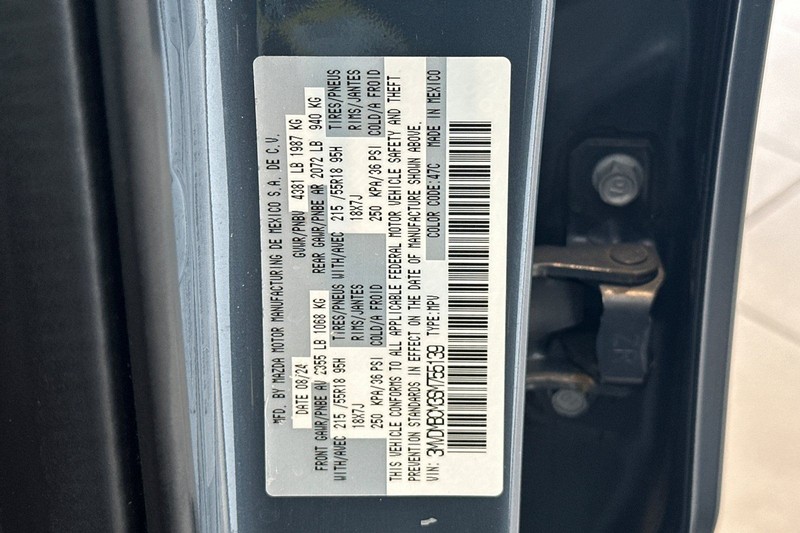 MFD. BY MAZDA MOTOR MANUFACTURING DE MEXICO S.A. DE C.V.
DATE 08/24 GVWR/PNBV 4381 LB 1987 KG
FRONT GAWR/PNBE AV 2355 LB 1068 KG REAR GAWR/PNBE AR 2072 LB 940 KG
WITH/AVEC 215 /55R18 95H TIRES/PNEUS WITH/AVEC 215 /55R18 95H TIRES/PNEUS
18X7J RIMS/JANTES 18X7J RIMS/JANTES
250 KPA/36 PSI COLD/A FROID 250 KPA/36 PSI COLD/A FROID
THIS VEHICLE CONFORMS TO ALL APPLICABLE FEDERAL MOTOR VEHICLE SAFETY AND THEFT
PREVENTION STANDARDS IN EFFECT ON THE DATE OF MANUFACTURE SHOWN ABOVE.
VIN: 3MVDMBCMXSM755139 TYPE:MPV COLOR CODE:47C MADE IN MEXICO
ZR